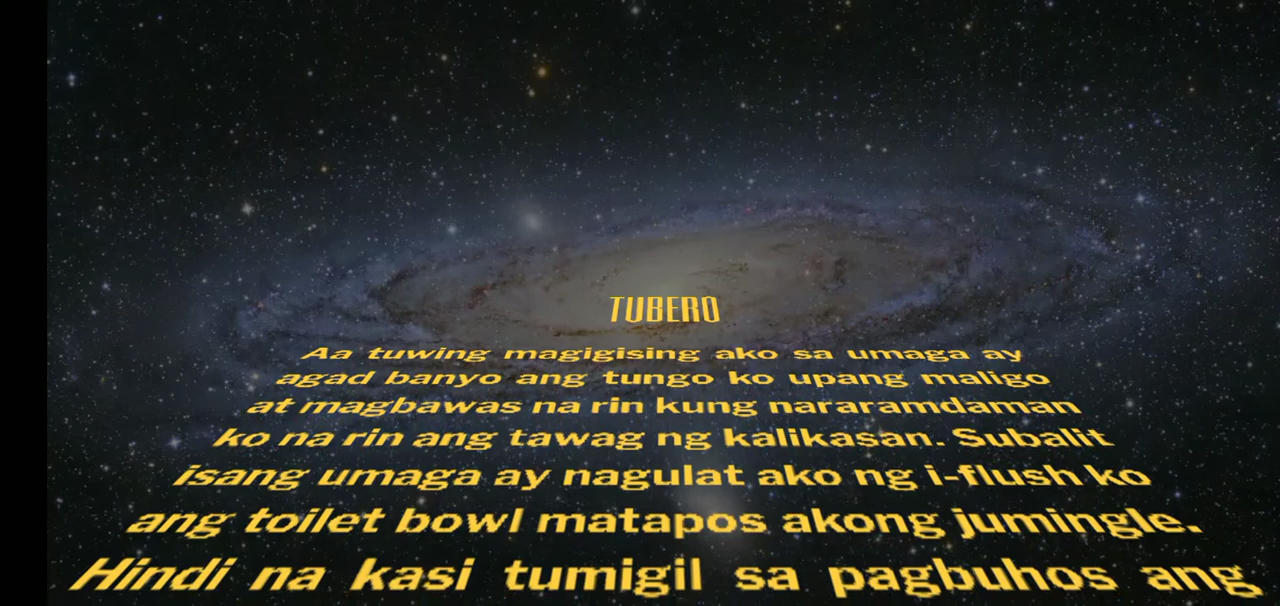 TUBERO
Aa tuwing magigising ako sa umaga ay
agad banyo ang tungo ko upang maligo
at magbawas na rin kung nararamdaman
ko na rin ang tawag ng kalikasan. Subalit
isang umaga ay nagulat ako ng i-flush ko
ang toilet bowl matapos akong jumingle.
Hindi na kasi tumigil sa pagbuhos ang